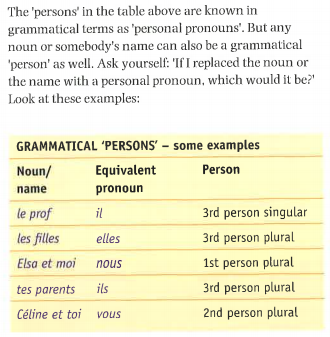 The 'persons' in the table above are known in
grammatical terms as 'personal pronouns'. But any
noun or somebody's name can also be a grammatical
'person' as well. Ask yourself: 'If I replaced the noun or
the name with a personal pronoun, which would it be?'
Look at these examples:
GRAMMATICAL 'PERSONS' – some examples
Noun/ Equivalent Person
name pronoun
le prof il 3rd person singular
les filles elles 3rd person plural
Elsa et moi nous 1st person plural
tes parents ils 3rd person plural
Céline et toi vous 2nd person plural